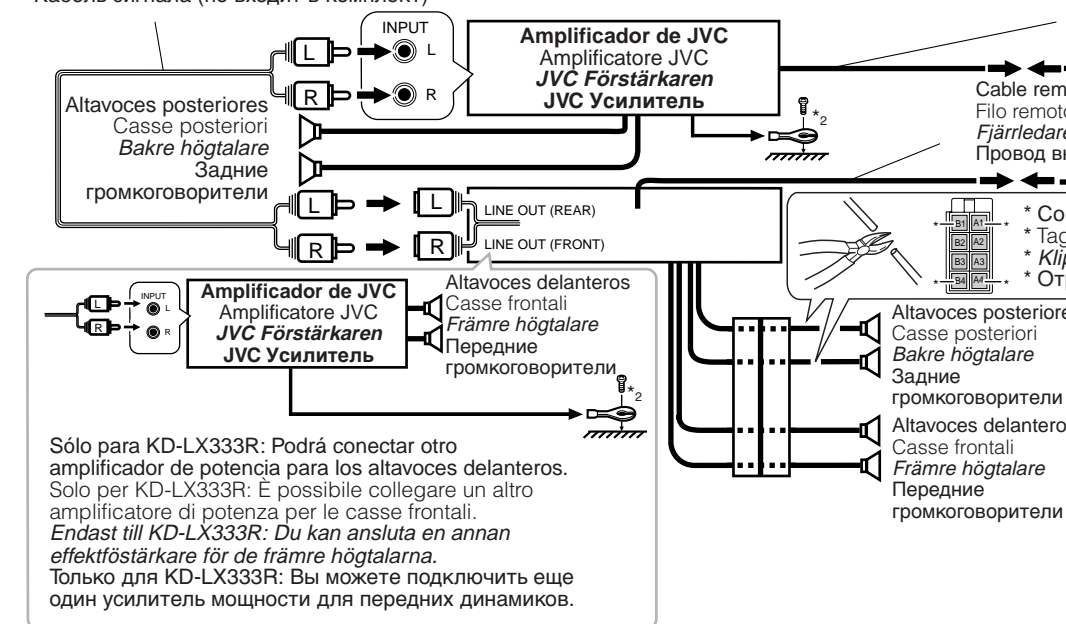 Кабель сигнала (не входит в комплект)
INPUT
L
L
R
R
Amplificador de JVC
Amplificatore JVC
JVC Förstärkaren
JVC Усилитель
*2
Cable
Filo
Провод
Altavoces posteriores
Casse posteriori
Bakre högtalare
Задние
громкоговорители
L
L
R
R
LINE OUT (REAR)
LINE OUT (FRONT)
* B1 A1 *
B2 A2
B3 A3
* B4 A4 *
*
*
*
*
INPUT
L
L
R
R
Amplificador de JVC
Amplificatore JVC
JVC Förstärkaren
JVC Усилитель
Altavoces delanteros
Casse frontali
Främre högtalare
Передние
громкоговорители
*2
Altavoces
Casse posteriori
Bakre högtalare
Задние
громкоговорители
Altavoces
Casse frontali
Främre högtalare
Передние
громкоговорители
Sólo para KD-LX333R: Podrá conectar otro
amplificador de potencia para los altavoces delanteros.
Solo per KD-LX333R: È possibile collegare un altro
amplificatore di potenza per le casse frontali.
Endast till KD-LX333R: Du kan ansluta en annan
effektföstärkare för de främre högtalarna.
Только для KD-LX333R: Вы можете подключить еще
один усилитель мощности для передних динамиков.